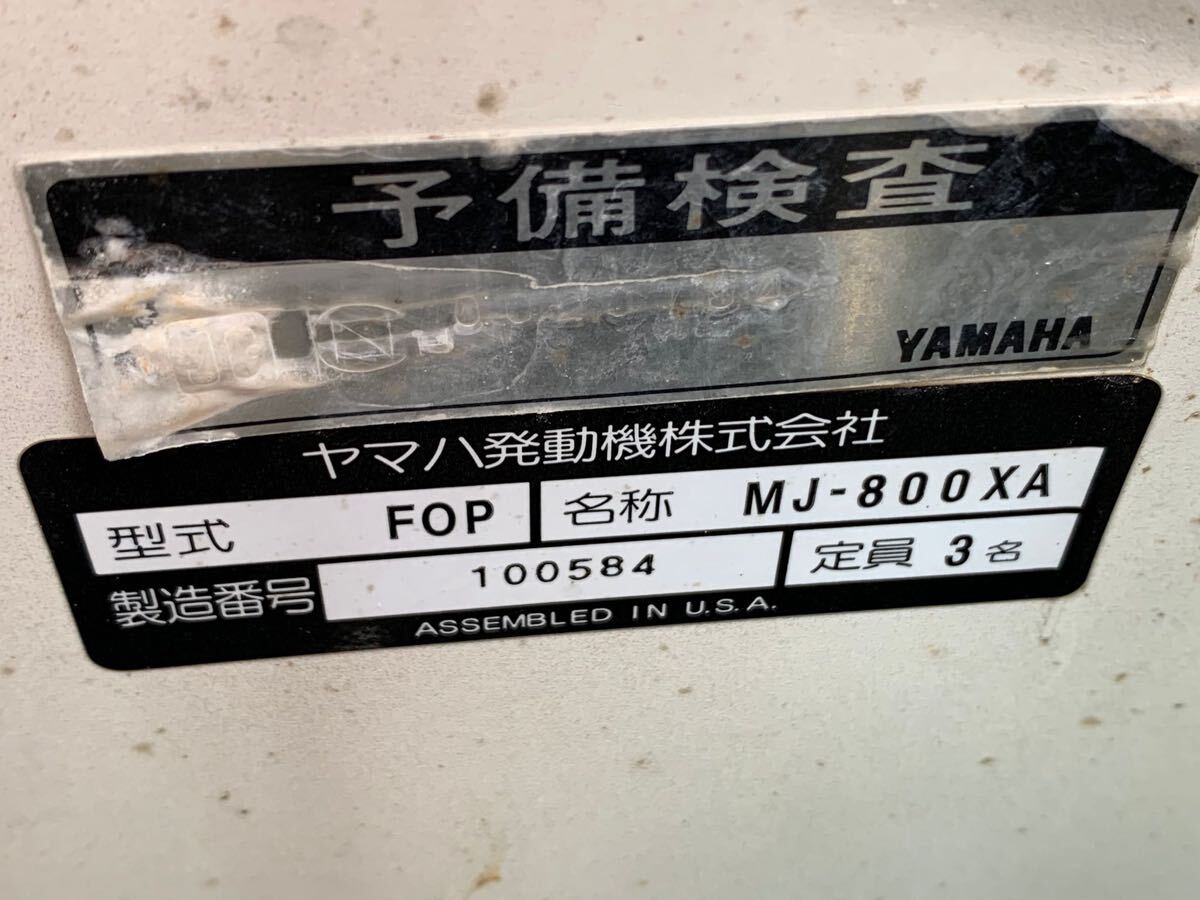 予備検査
YAMAHA
ヤマハ発動機株式会社
型式 FOP 名称 MJ-800XA
製造番号 100584 定員 3名
ASSEMBLED IN U.S.A.